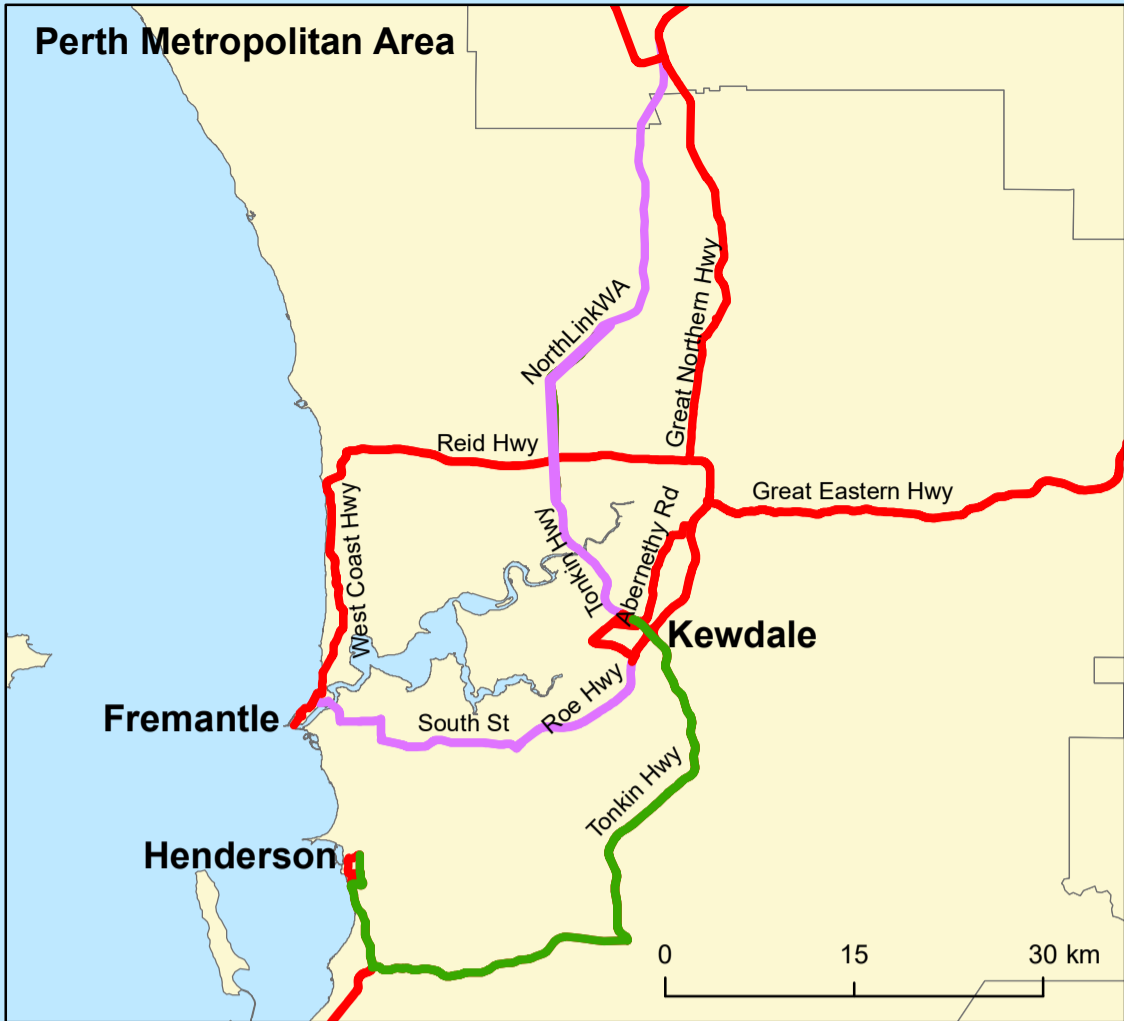 Perth Metropolitan Area
NorthLinkWA
Great Northern Hwy
Reid Hwy
Great Eastern Hwy
West Coast Hwy
Tonkin Hwy
Abernethy Rd
Kewdale
Fremantle
South St
Roe Hwy
Tonkin Hwy
Henderson
0 15 30 km